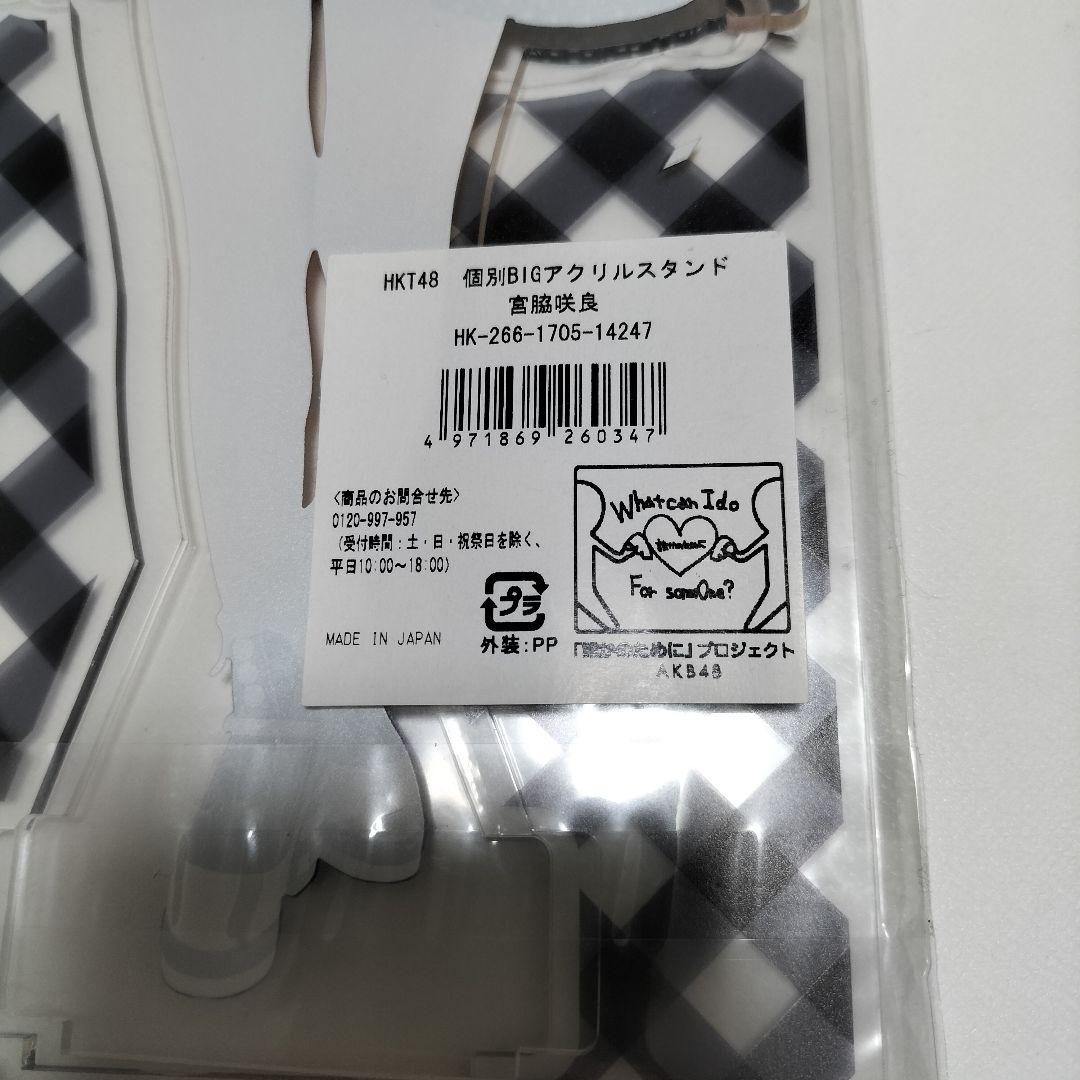 HKT48 個別BIGアクリルスタンド
宮脇咲良
HK-266-1705-14247
4 971869 260347
<商品のお問合せ先>
0120-997-957
(受付時間:土・日・祝祭日を除く、
平日10:00～18:00)
What can I do
For someOne?
プラ
MADE IN JAPAN
外装:PP
「誰かのために」プロジェクト
AKB48